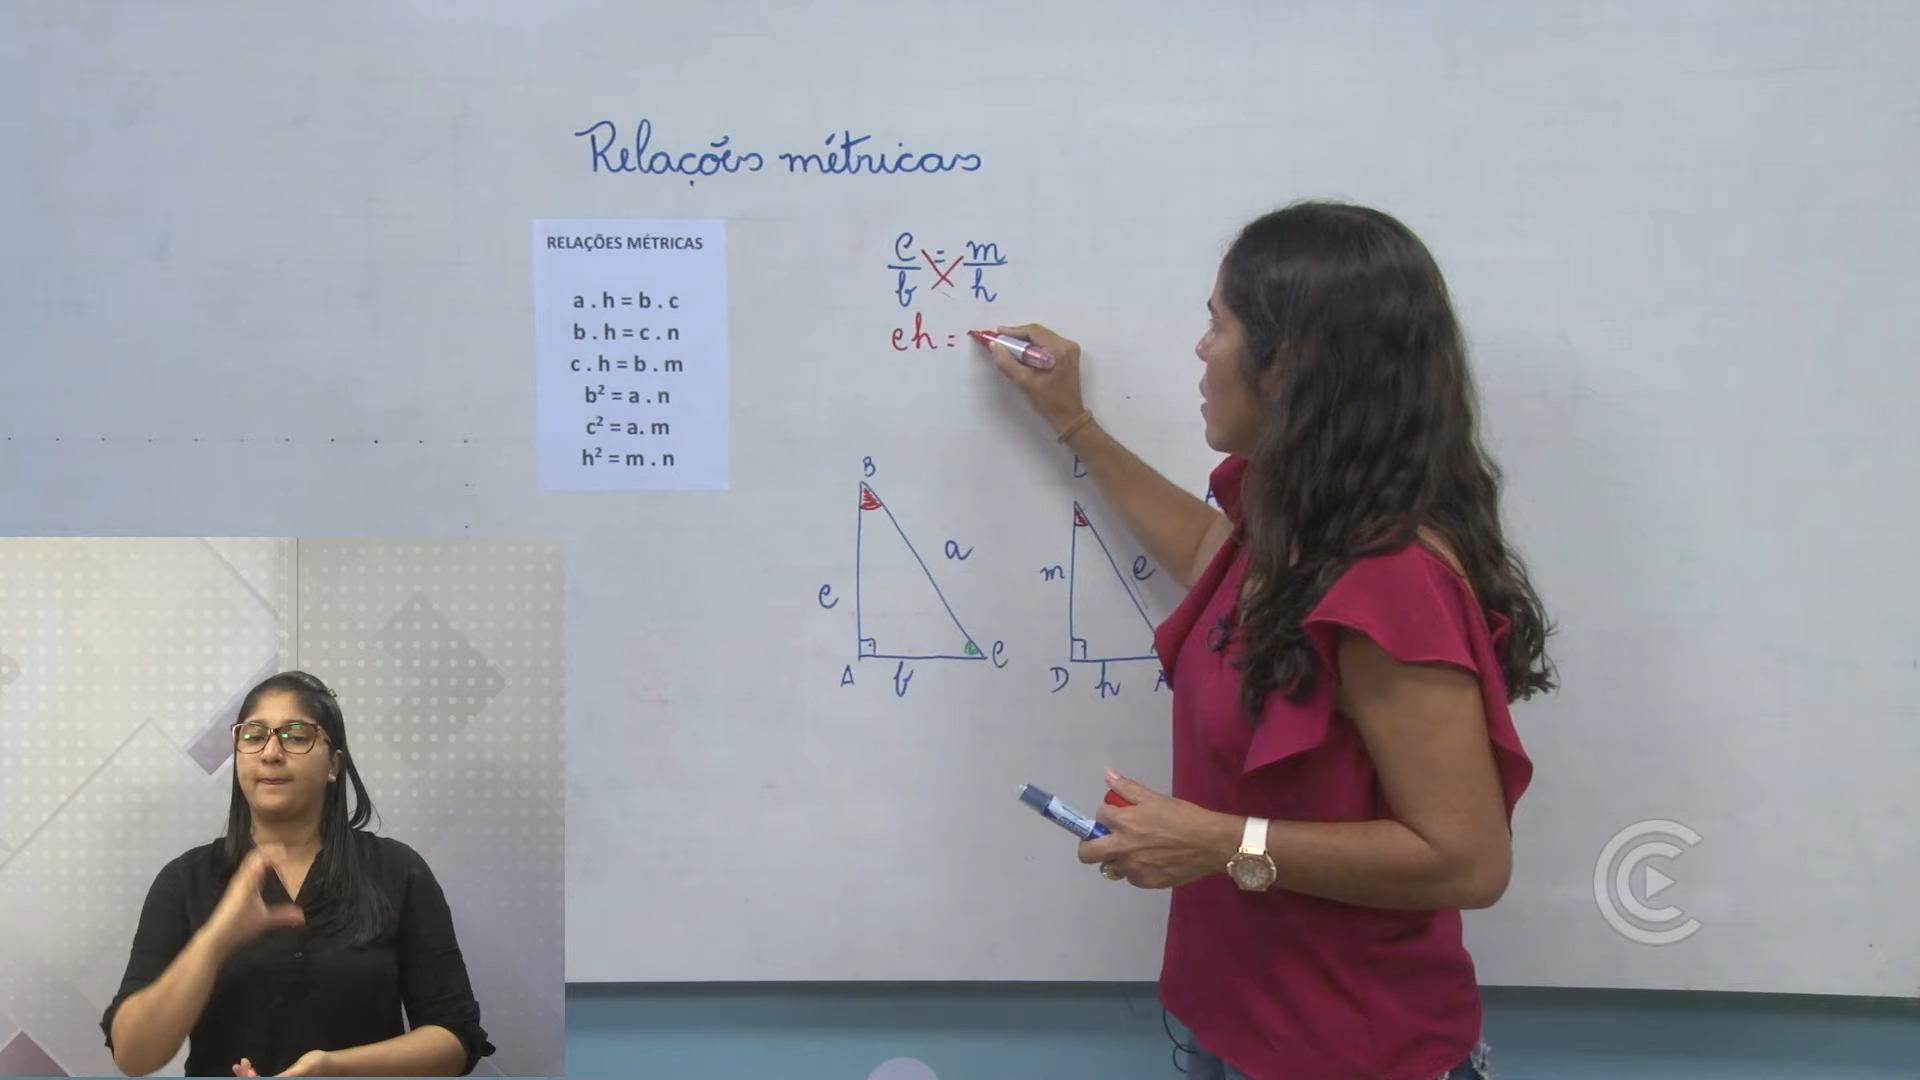 Relações métricas
RELAÇÕES MÉTRICAS
a . h = b . c
b . h = c . n
c . h = b . m
b² = a . n
c² = a. m
h² = m . n
c/b = m/h
ch =
B
a
c
A
b
C
m
c
D
h
A